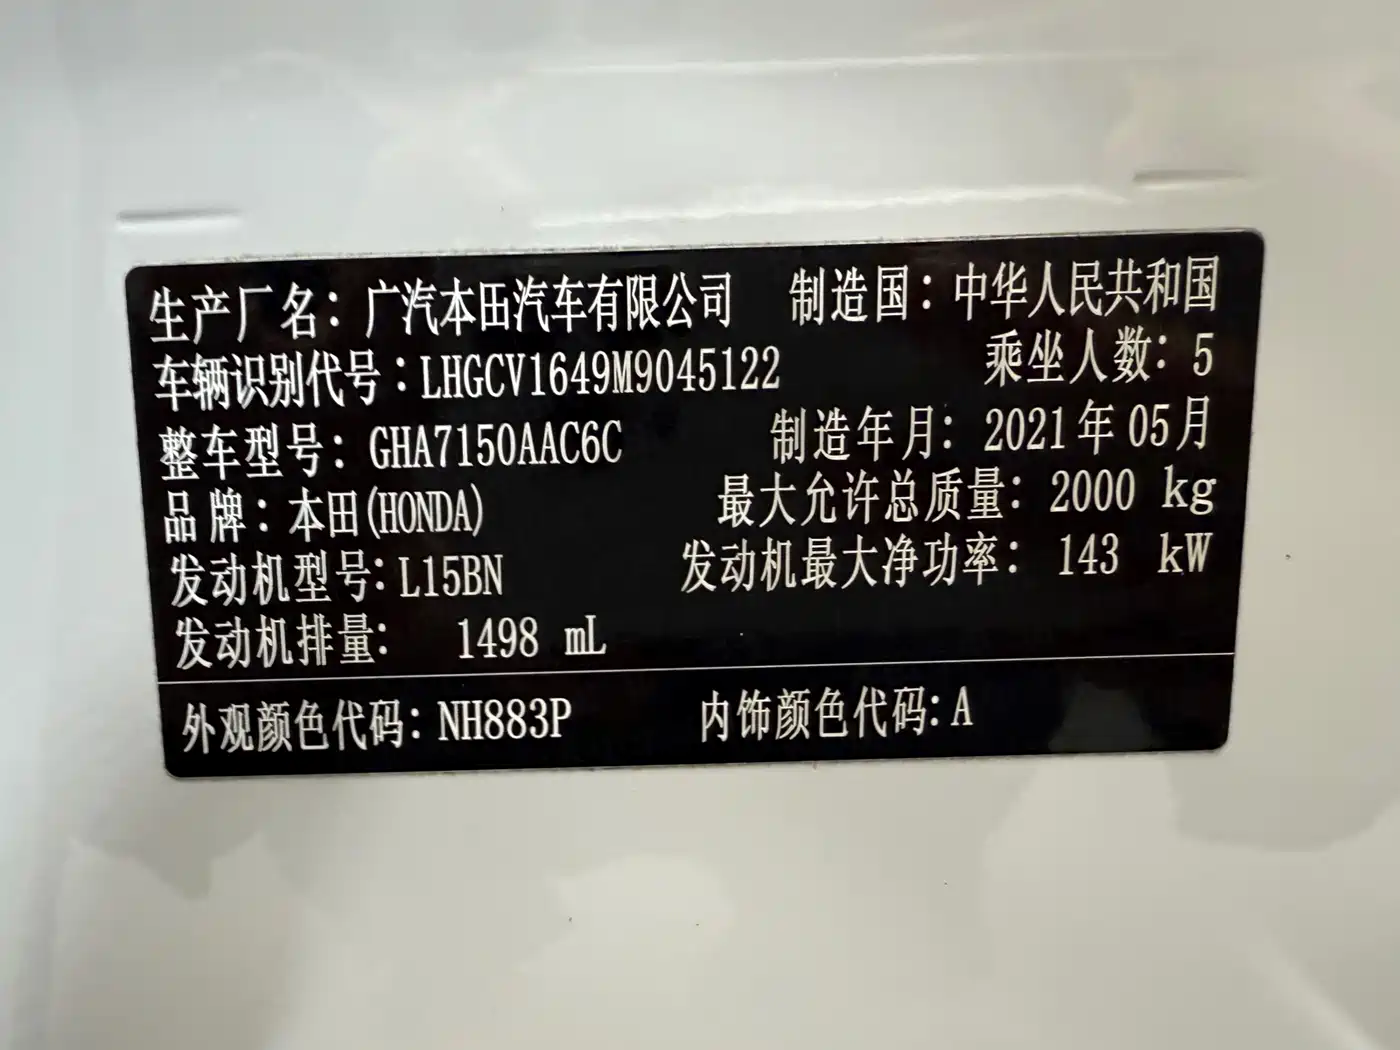 生产厂名：广汽本田汽车有限公司 制造国：中华人民共和国
车辆识别代号：LHGCV1649M9045122 乘坐人数：5
整车型号：GHA7150AAC6C 制造年月：2021年05月
品牌：本田(HONDA) 最大允许总质量：2000 kg
发动机型号：L15BN 发动机最大净功率：143 kW
发动机排量： 1498 mL
外观颜色代码：NH883P 内饰颜色代码：A